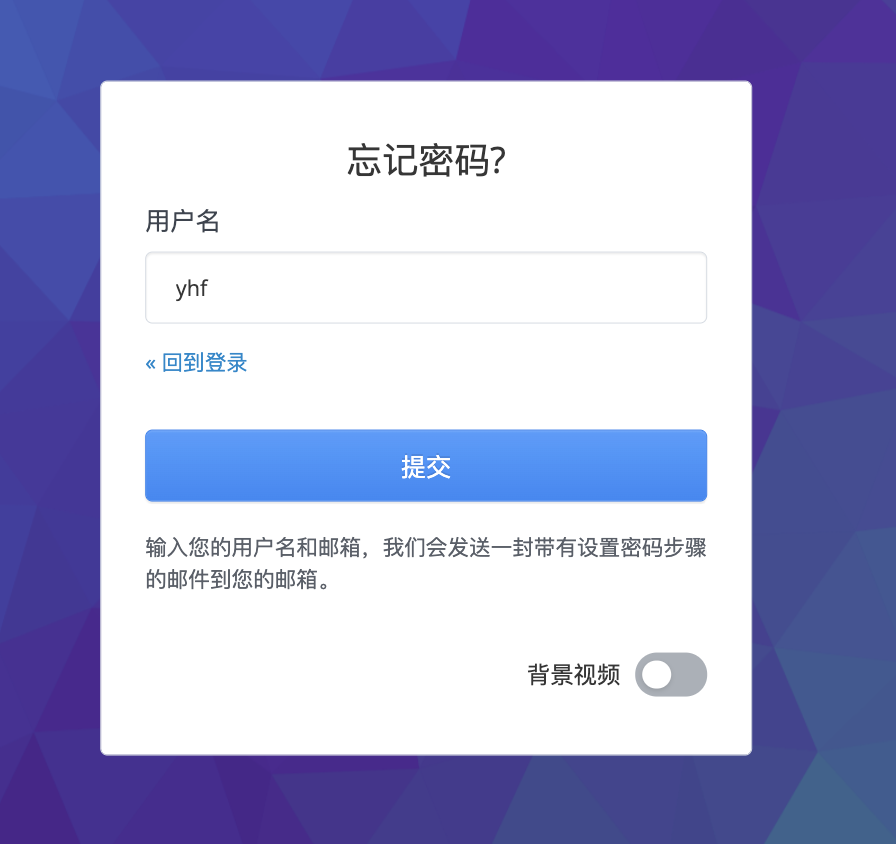 忘记密码?
用户名
yhf
« 回到登录
提交
输入您的用户名和邮箱，我们会发送一封带有设置密码步骤
的邮件到您的邮箱。
背景视频